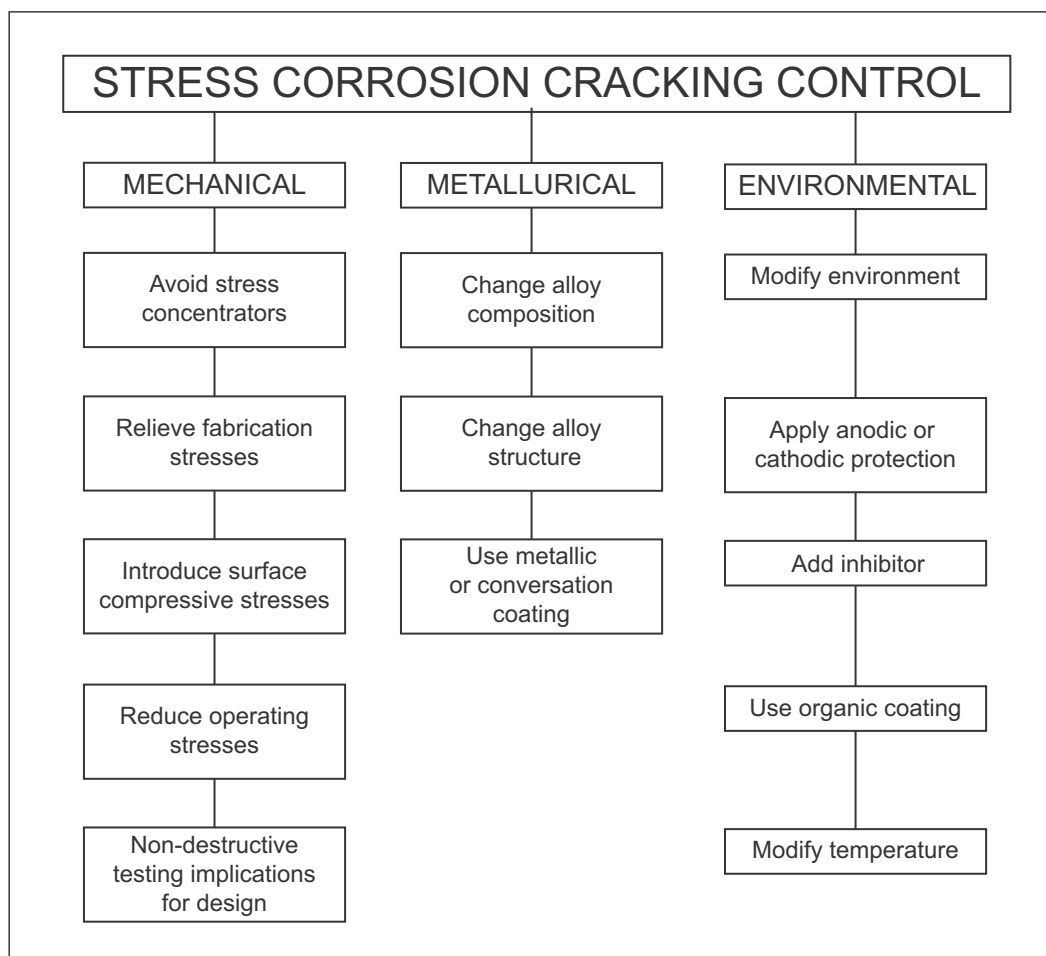 STRESS CORROSION CRACKING CONTROL
MECHANICAL
Avoid stress
concentrators
Relieve fabrication
stresses
Introduce surface
compressive stresses
Reduce operating
stresses
Non-destructive
testing implications
for design
METALLURICAL
Change alloy
composition
Change alloy
structure
Use metallic
or conversation
coating
ENVIRONMENTAL
Modify environment
Apply anodic or
cathodic protection
Add inhibitor
Use organic coating
Modify temperature